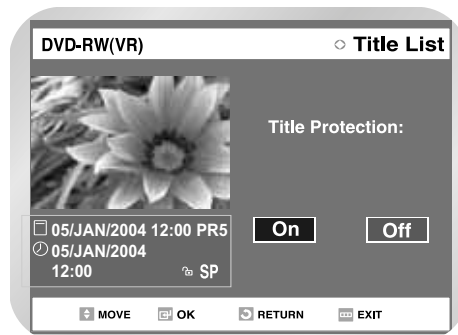 DVD-RW(VR) Title List
Title Protection:
05/JAN/2004 12:00 PR5
05/JAN/2004
12:00 SP
On Off
MOVE OK RETURN EXIT